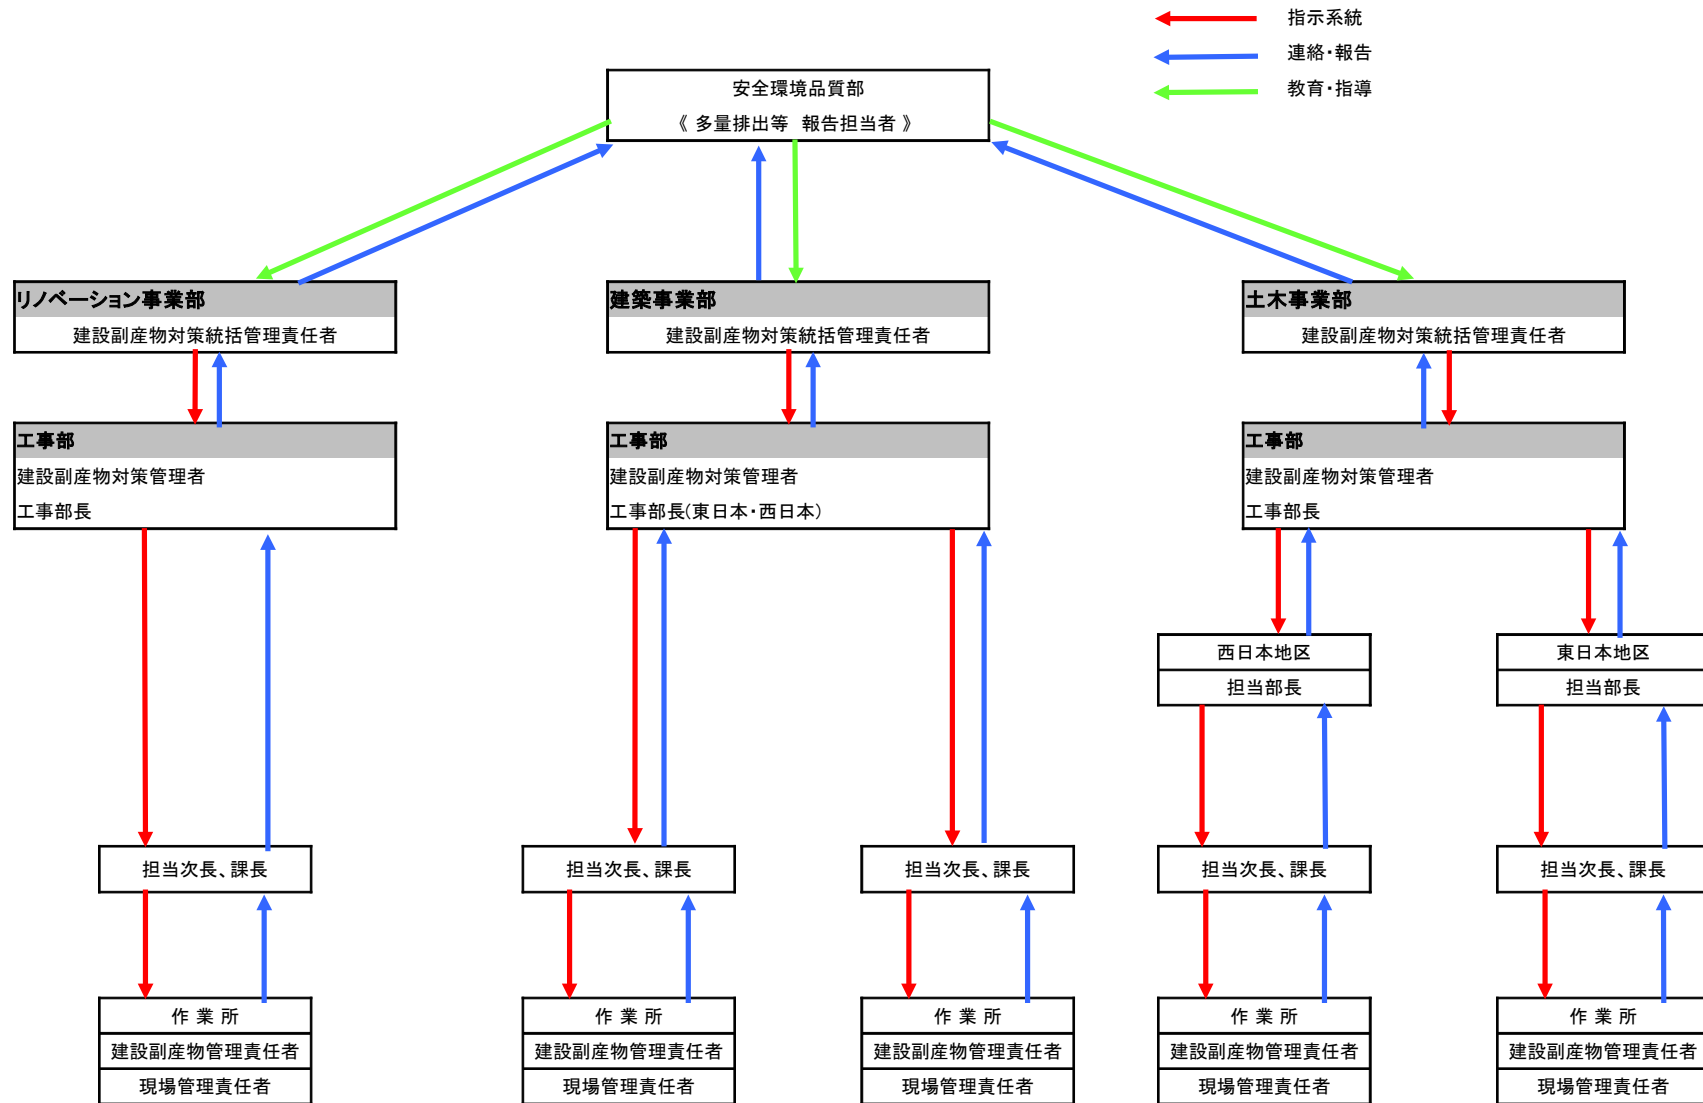 指示系統
連絡・報告
教育・指導
安全環境品質部
《 多量排出等　報告担当者 》
リノベーション事業部
建設副産物対策統括管理責任者
建築事業部
建設副産物対策統括管理責任者
土木事業部
建設副産物対策統括管理責任者
工事部
建設副産物対策管理者
工事部長
工事部
建設副産物対策管理者
工事部長(東日本・西日本)
工事部
建設副産物対策管理者
工事部長
西日本地区
担当部長
東日本地区
担当部長
担当次長、課長
担当次長、課長
担当次長、課長
担当次長、課長
担当次長、課長
作 業 所
建設副産物管理責任者
現場管理責任者
作 業 所
建設副産物管理責任者
現場管理責任者
作 業 所
建設副産物管理責任者
現場管理責任者
作 業 所
建設副産物管理責任者
現場管理責任者
作 業 所
建設副産物管理責任者
現場管理責任者